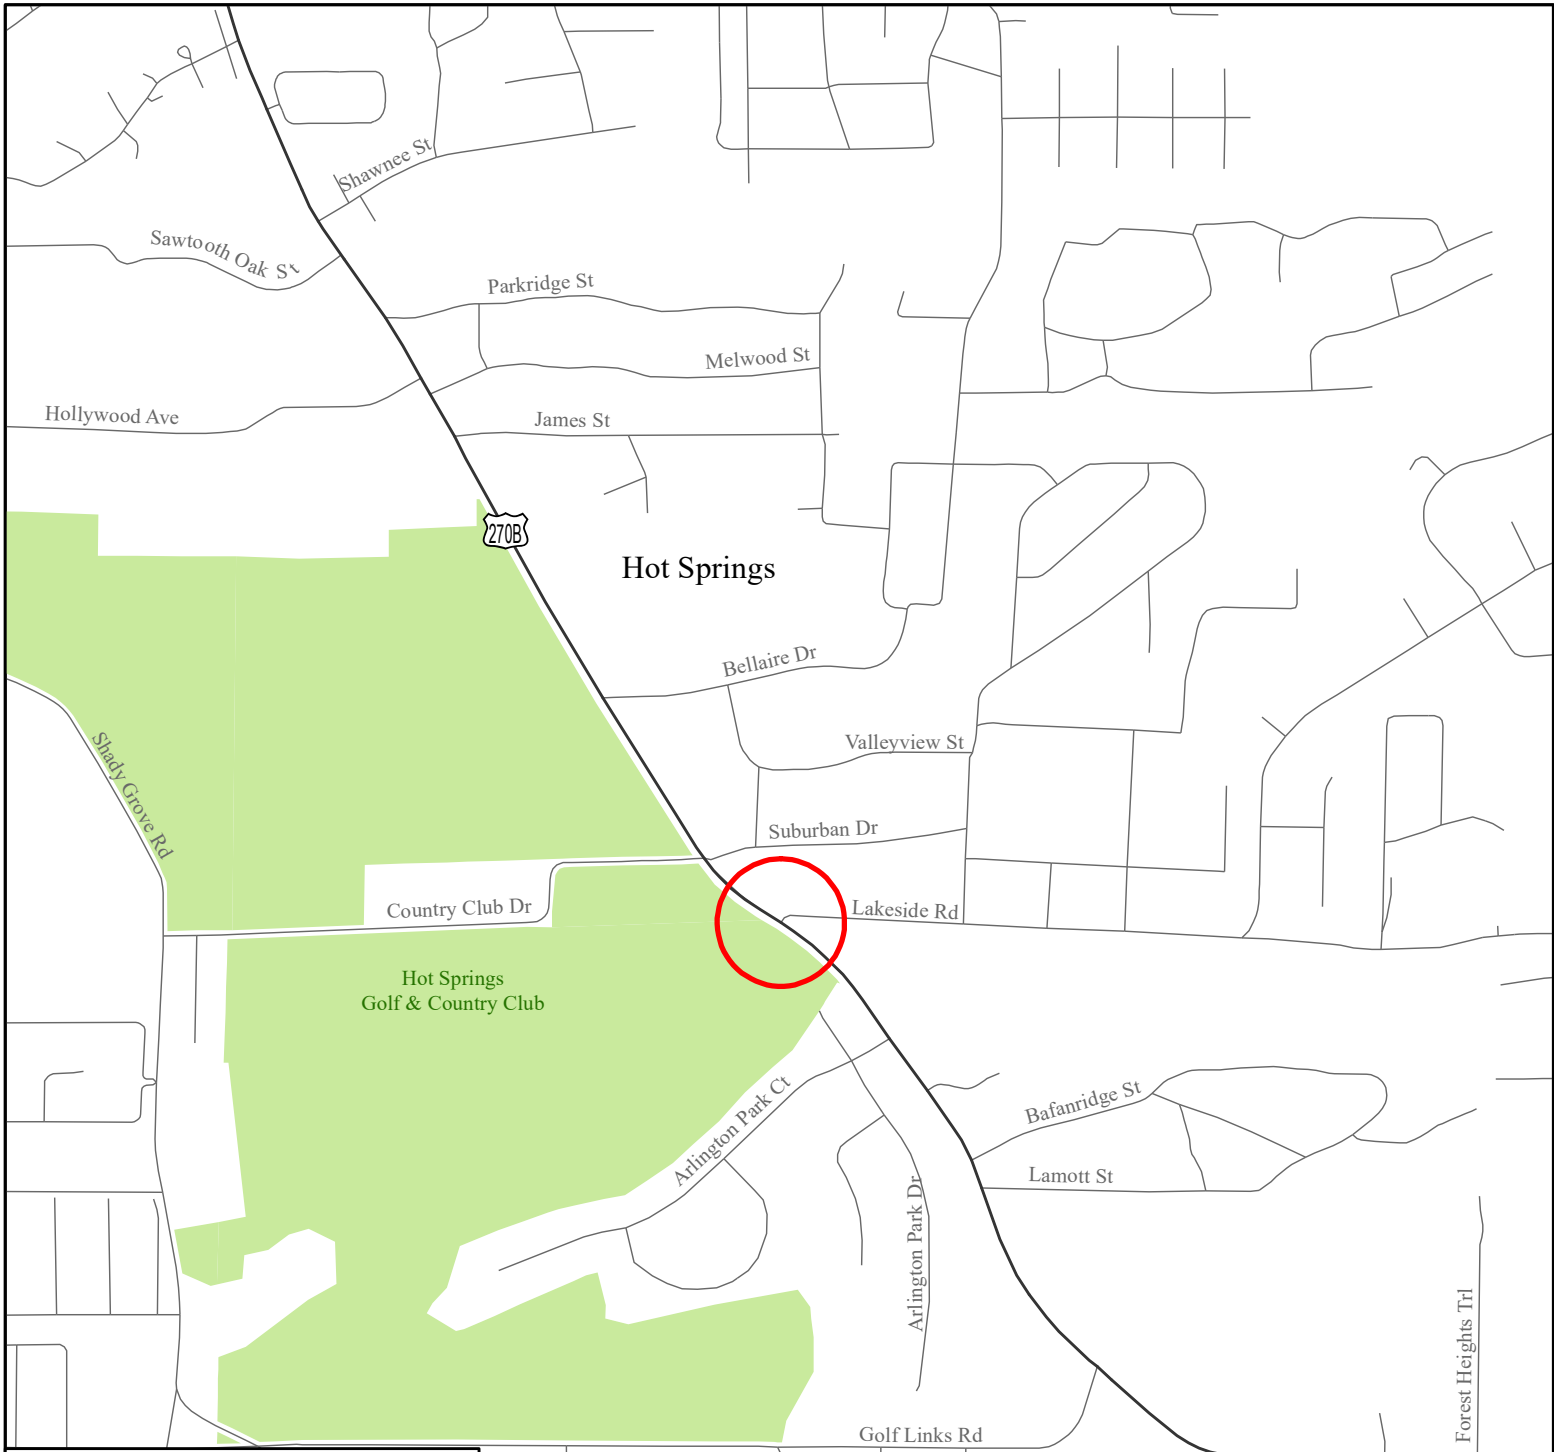 Shawnee St
Sawtooth Oak St
Parkridge St
Melwood St
Hollywood Ave
James St
270B
Hot Springs
Bellaire Dr
Shady Grove Rd
Valleyview St
Suburban Dr
Country Club Dr
Lakeside Rd
Hot Springs
Golf & Country Club
Arlington Park Ct
Bafanridge St
Lamott St
Arlington Park Dr
Forest Heights Trl
Golf Links Rd